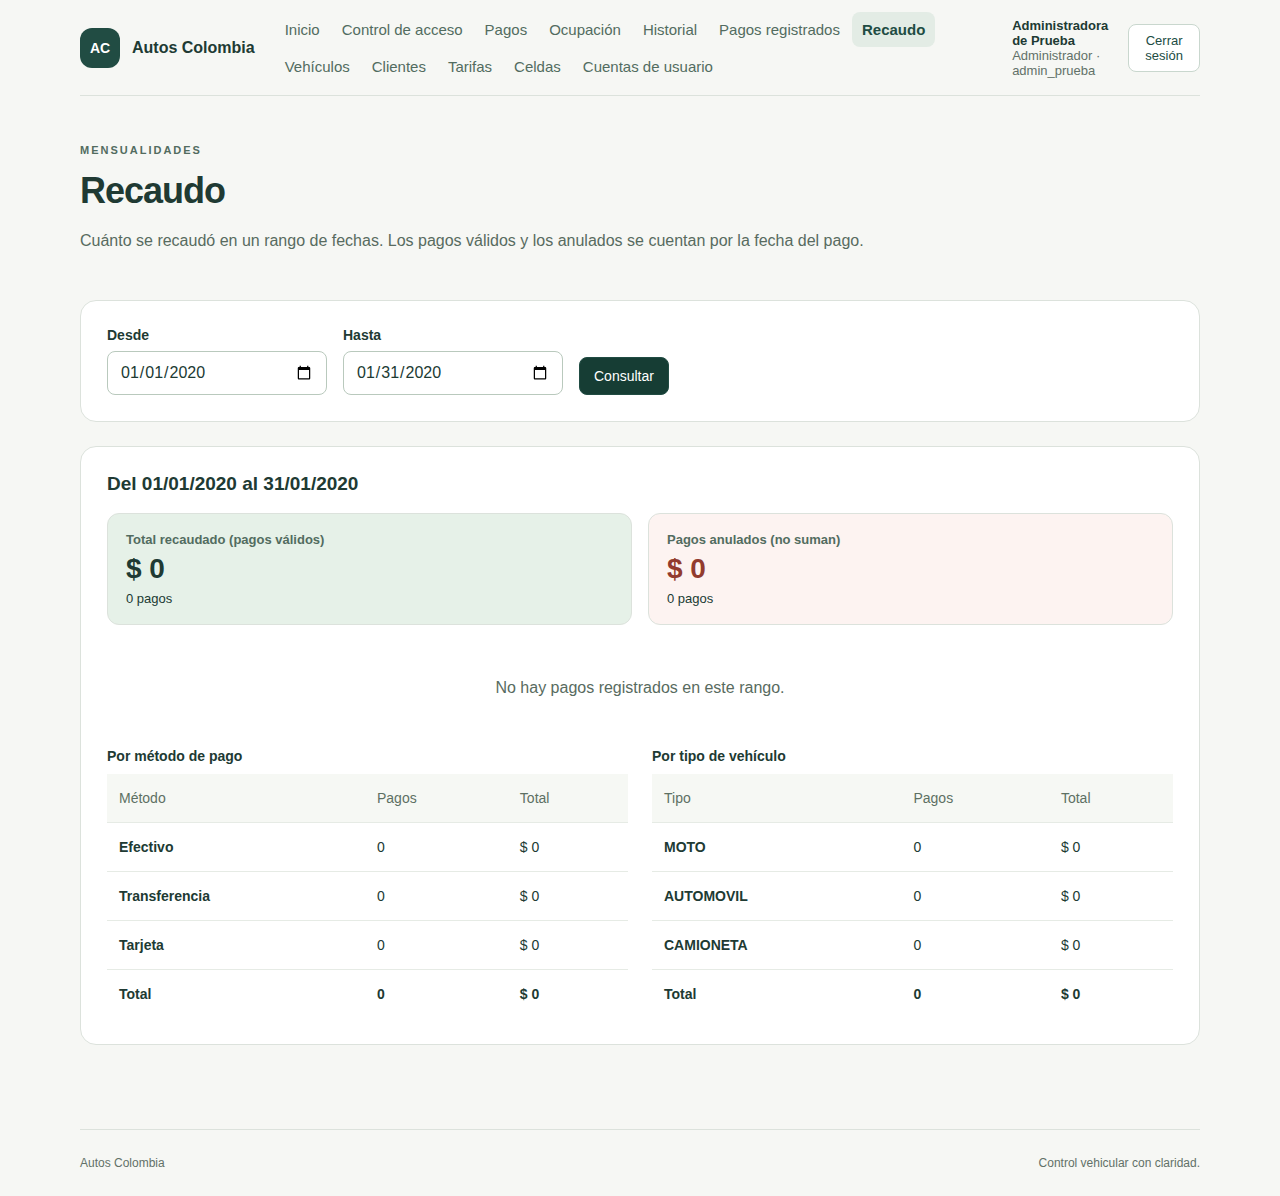 AC
Autos Colombia
Inicio Control de acceso Pagos Ocupación Historial Pagos registrados Recaudo
Vehículos Clientes Tarifas Celdas Cuentas de usuario
Administradora
de Prueba
Administrador ·
admin_prueba
Cerrar
sesión
MENSUALIDADES
Recaudo
Cuánto se recaudó en un rango de fechas. Los pagos válidos y los anulados se cuentan por la fecha del pago.
Desde Hasta
01/01/2020 01/31/2020 Consultar
Del 01/01/2020 al 31/01/2020
Total recaudado (pagos válidos)
$ 0
0 pagos
Pagos anulados (no suman)
$ 0
0 pagos
No hay pagos registrados en este rango.
Por método de pago
Método Pagos Total
Efectivo 0 $ 0
Transferencia 0 $ 0
Tarjeta 0 $ 0
Total 0 $ 0
Por tipo de vehículo
Tipo Pagos Total
MOTO 0 $ 0
AUTOMOVIL 0 $ 0
CAMIONETA 0 $ 0
Total 0 $ 0
Autos Colombia
Control vehicular con claridad.